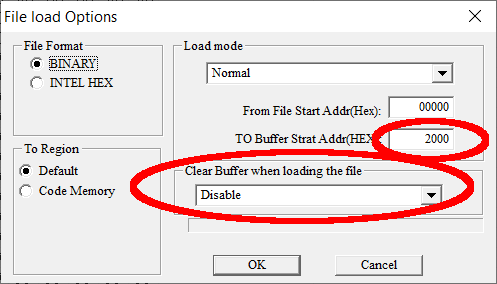 File load Options
File Format
BINARY
INTEL HEX
Load mode
Normal
From File Start Addr(Hex): 00000
TO Buffer Strat Addr(HEX 2000
To Region
Default
Code Memory
Clear Buffer when loading the file
Disable
OK Cancel